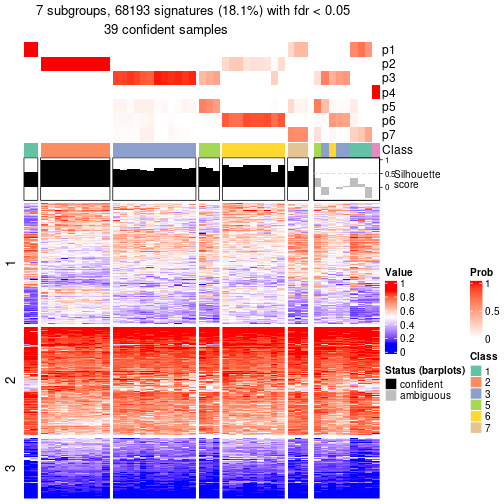 7 subgroups, 68193 signatures (18.1%) with fdr < 0.05
39 confident samples
p1
p2
p3
p4
p5
p6
p7
Class
1
0.5
0
Silhouette
score
1
2
3
Value
1
0.8
0.6
0.4
0.2
0
Status (barplots)
confident
ambiguous
Prob
1
0.5
0
Class
1
2
3
5
6
7